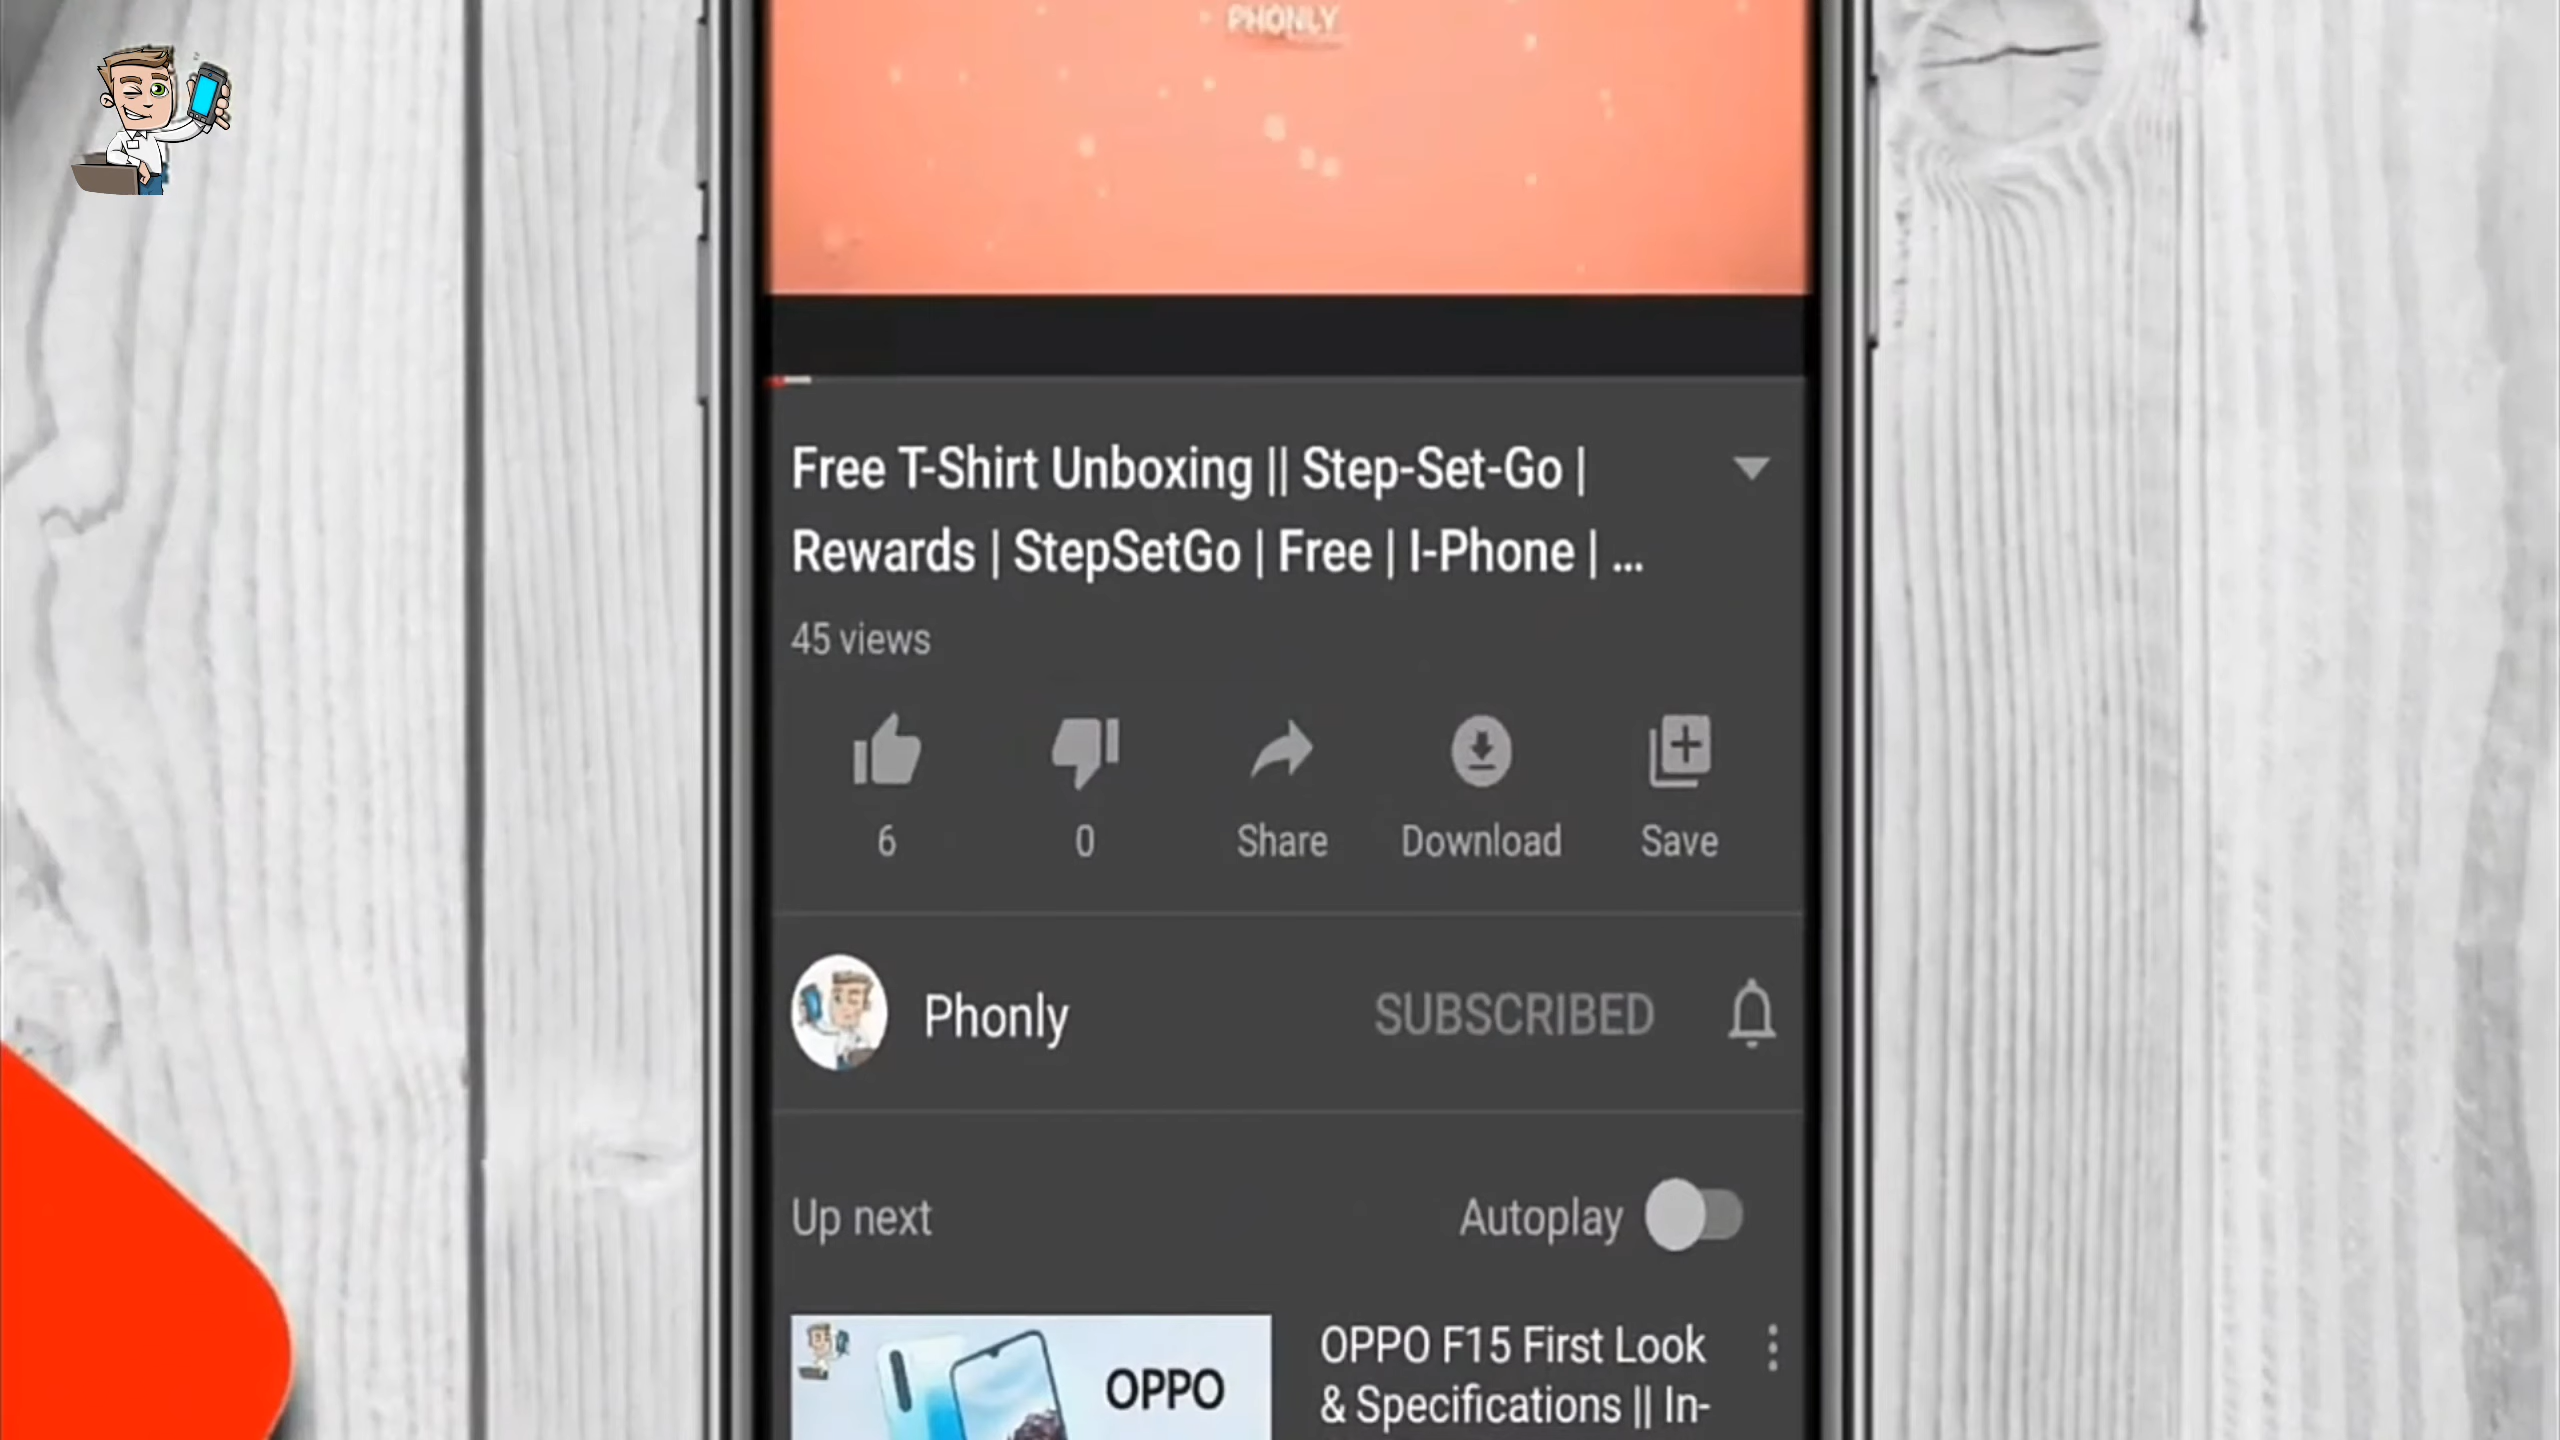 PHONLY
Free T-Shirt Unboxing || Step-Set-Go |
Rewards | StepSetGo | Free | I-Phone | ...
45 views
6 0 Share Download Save
Phonly SUBSCRIBED
Up next Autoplay
OPPO
OPPO F15 First Look
& Specifications || In-